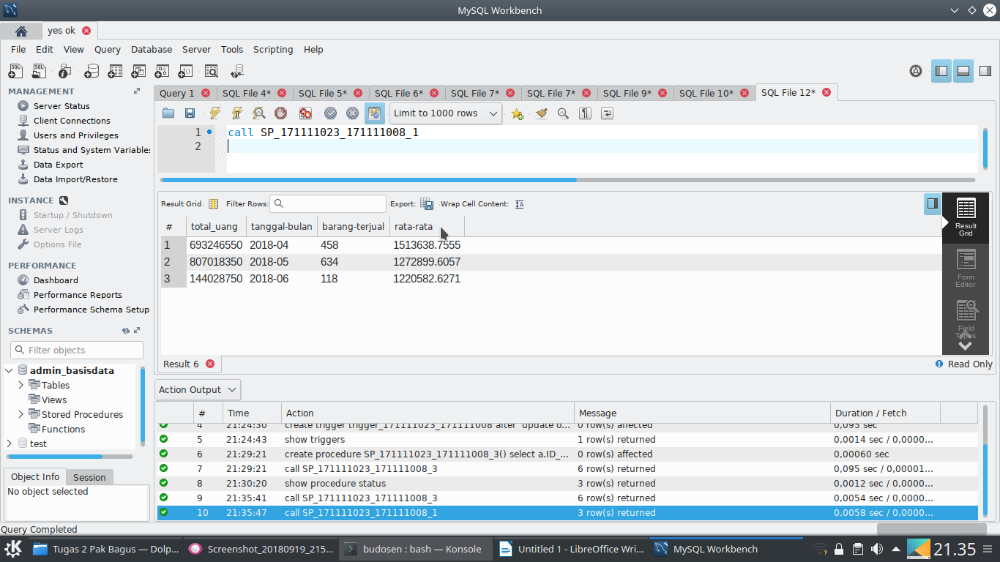 MySQL Workbench
yes ok
File Edit View Query Database Server Tools Scripting Help
MANAGEMENT
Server Status
Client Connections
Users and Privileges
Status and System Variables
Data Export
Data Import/Restore
INSTANCE
Startup / Shutdown
Server Logs
Options File
PERFORMANCE
Dashboard
Performance Reports
Performance Schema Setup
SCHEMAS
Filter objects
admin_basisdata
Tables
Views
Stored Procedures
Functions
test
Object Info Session
No object selected
Query 1 SQL File 4* SQL File 5* SQL File 6* SQL File 7* SQL File 7* SQL File 9* SQL File 10* SQL File 12*
Limit to 1000 rows
1 call SP_171111023_171111008_1
2
Result Grid Filter Rows: Export: Wrap Cell Content:
# total_uang tanggal-bulan barang-terjual rata-rata
1 693246550 2018-04 458 1513638.7555
2 807018350 2018-05 634 1272899.6057
3 144028750 2018-06 118 1220582.6271
Result Grid
Form Editor
Field Types
Result 6 Read Only
Action Output
# Time Action Message Duration / Fetch
4 21:24:30 create trigger trigger_171111023_171111008 after update o... 0 row(s) affected 0,095 sec
5 21:24:43 show triggers 1 row(s) returned 0,0014 sec / 0,0000...
6 21:29:21 create procedure SP_171111023_171111008_3() select a.ID_... 0 row(s) affected 0,00060 sec
7 21:29:21 call SP_171111023_171111008_3 6 row(s) returned 0,095 sec / 0,00001...
8 21:30:20 show procedure status 3 row(s) returned 0,0012 sec / 0,0000...
9 21:35:41 call SP_171111023_171111008_3 6 row(s) returned 0,0054 sec / 0,0000...
10 21:35:47 call SP_171111023_171111008_1 3 row(s) returned 0,0058 sec / 0,0000...
Query Completed
Tugas 2 Pak Bagus — Dolp... Screenshot_20180919_215... budosen : bash — Konsole Untitled 1 - LibreOffice Wri... MySQL Workbench 21.35